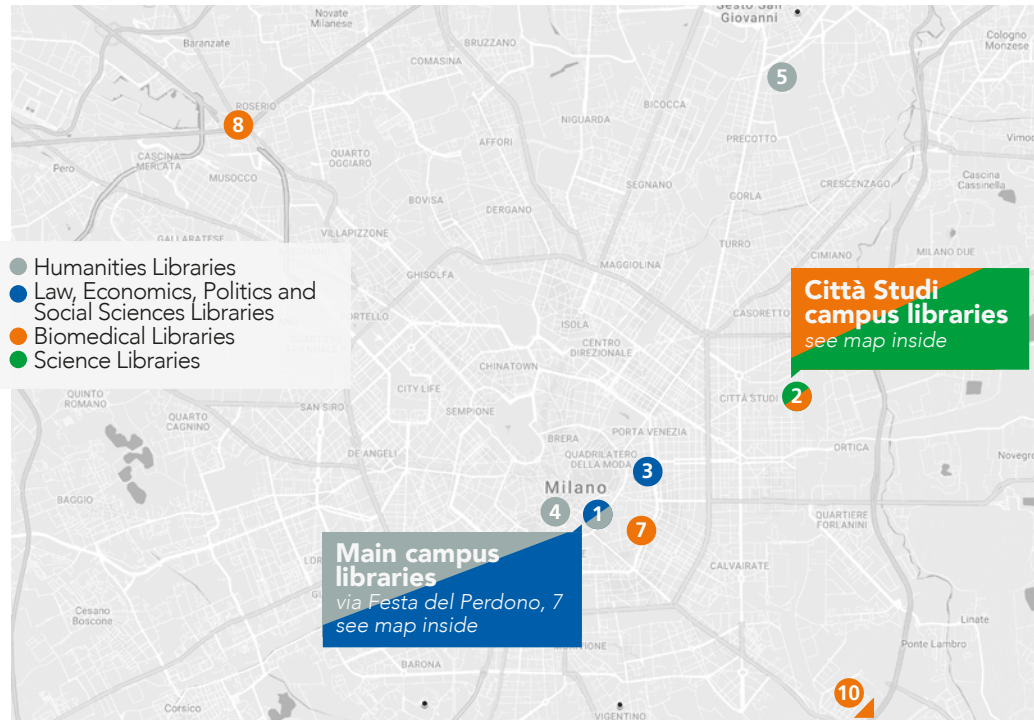 Sesto San
Giovanni
Novate
Milanese
Baranzate
BRUZZANO
Cologno
Monzese
COMASINA
5
ROSERIO
BICOCCA
8
NIGUARDA
PRECOTTO
AFFORI
Vimod
CASCINA
MERLATA
QUARTO
OGGIARO
Pero
MUSOCCO
Cascina
Cassinella
SEGNANO
CRESCENZAGO
GORLA
BOVISA
DERGANO
VILLAPIZZONE
GALLARATESE
TURRO
CIMIANO
MILANO DUE
MAGGIOLINA
Humanities Libraries
Law, Economics, Politics and
Social Sciences Libraries
Biomedical Libraries
Science Libraries
GHISOLFA
Città Studi
campus libraries
see map inside
PORTELLO
CASORETTO
ISOLA
CENTRO
DIREZIONALE
CHINATOWN
CITY LIFE
QUINTO
ROMANO
CITTÀ STUDI
2
SAN SIRO
SEMPIONE
QUARTO
CAGNINO
PORTA VENEZIA
BRERA
ORTICA
DE ANGELI
QUADRILATERO
DELLA MODA
Novegro
3
BAGGIO
Milano
4
1
7
QUARTIERE
FORLANINI
Main campus
libraries
via Festa del Perdono, 7
see map inside
CALVAIRATE
Cesano
Boscone
Linate
Ponte Lambro
BARONA
10
Corsico
VIGENTINO